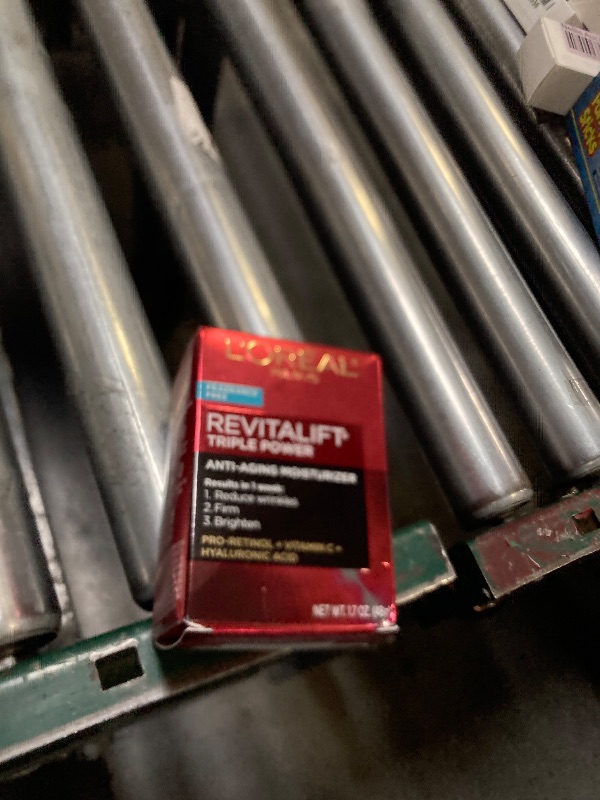 L'ORÉAL
PARIS
FRAGRANCE
FREE
REVITALIFT
TRIPLE POWER
ANTI-AGING MOISTURIZER
Results in 1 week
1. Reduce wrinkles
2. Firm
3. Brighten
PRO-RETINOL + VITAMIN C +
HYALURONIC ACID
NET WT. 1.7 OZ. (48